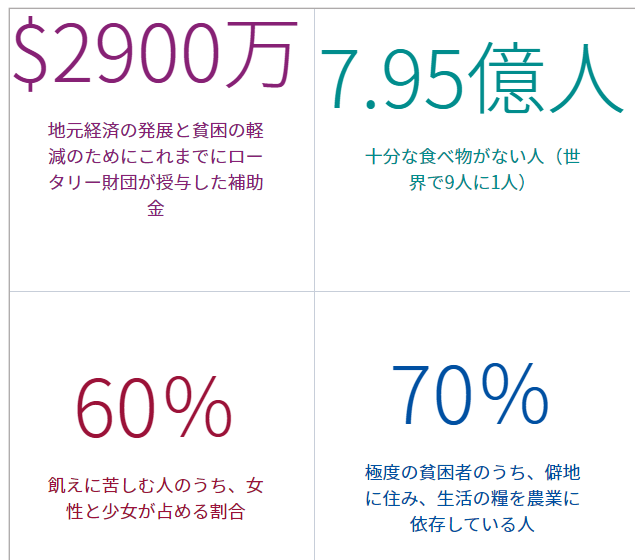 $2900万
地元経済の発展と貧困の軽
減のためにこれまでにロー
タリー財団が授与した補助
金
7.95億人
十分な食べ物がない人（世
界で9人に1人）
60%
飢えに苦しむ人のうち、女
性と少女が占める割合
70%
極度の貧困者のうち、僻地
に住み、生活の糧を農業に
依存している人